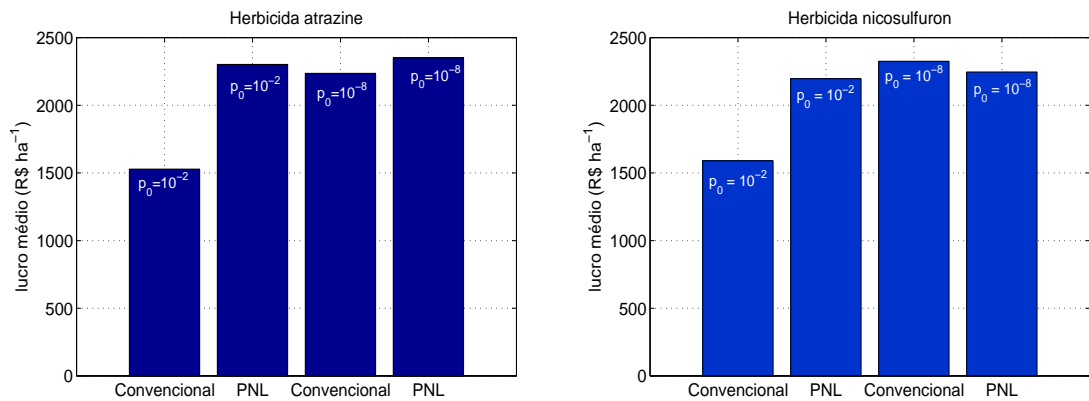 Herbicida atrazine
2500
2000
1500
1000
500
0
lucro médio (R$ ha⁻¹)
p₀=10⁻²
p₀=10⁻²
p₀=10⁻⁸
p₀=10⁻⁸
Convencional PNL Convencional PNL
Herbicida nicosulfuron
2500
2000
1500
1000
500
0
lucro médio (R$ ha⁻¹)
p₀ = 10⁻²
p₀ = 10⁻²
p₀ = 10⁻⁸
p₀ = 10⁻⁸
Convencional PNL Convencional PNL